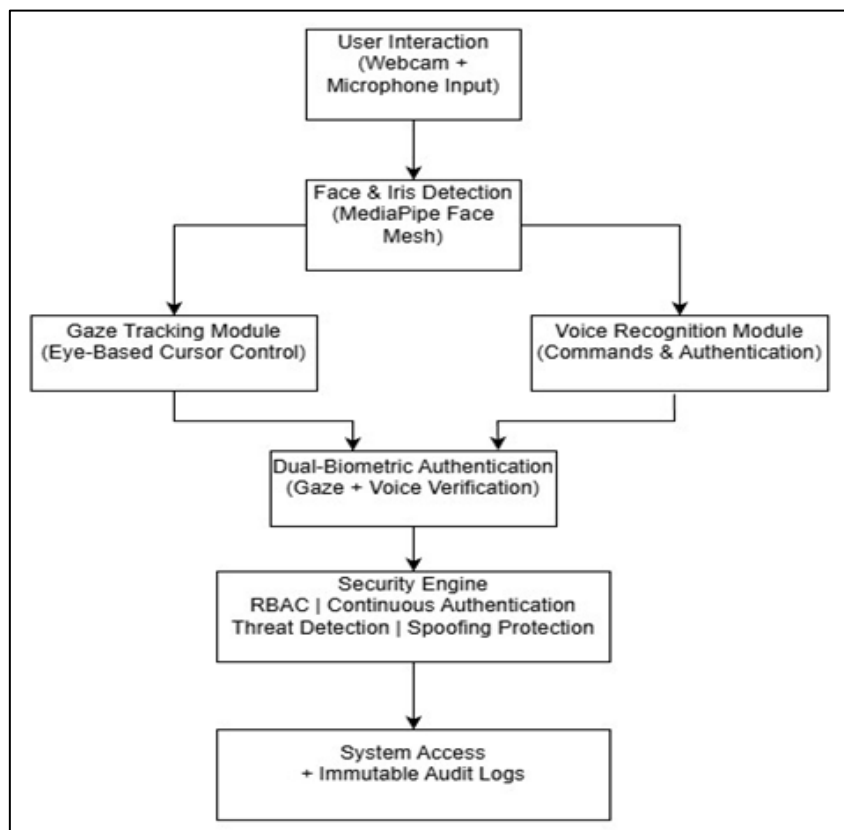 User Interaction
(Webcam +
Microphone Input)
Face & Iris Detection
(MediaPipe Face
Mesh)
Gaze Tracking Module
(Eye-Based Cursor Control)
Voice Recognition Module
(Commands & Authentication)
Dual-Biometric Authentication
(Gaze + Voice Verification)
Security Engine
RBAC | Continuous Authentication
Threat Detection | Spoofing Protection
System Access
+ Immutable Audit Logs